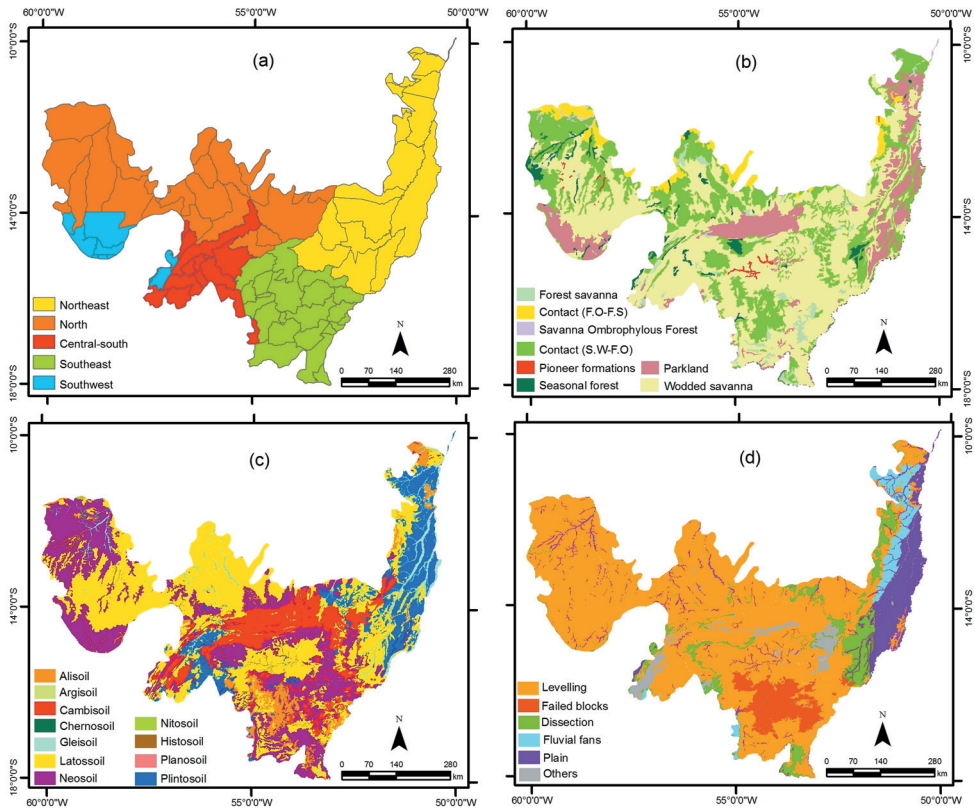 60°0'0"W 55°0'0"W 50°0'0"W
10°0'0"S
14°0'0"S
18°0'0"S
(a)
Northeast
North
Central-south
Southeast
Southwest
N
0 70 140 280
km
60°0'0"W 55°0'0"W 50°0'0"W
10°0'0"S
14°0'0"S
18°0'0"S
(b)
Forest savanna
Contact (F.O-F.S)
Savanna Ombrophylous Forest
Contact (S.W-F.O)
Pioneer formations
Seasonal forest
Parkland
Wodded savanna
N
0 70 140 280
km
10°0'0"S
14°0'0"S
18°0'0"S
(c)
Alisoil
Argisoil
Cambisoil
Chernosoil
Gleisoil
Latossoil
Neosoil
Nitosoil
Histosoil
Planosoil
Plintosoil
N
0 70 140 280
km
60°0'0"W 55°0'0"W 50°0'0"W
10°0'0"S
14°0'0"S
18°0'0"S
(d)
Levelling
Failed blocks
Dissection
Fluvial fans
Plain
Others
N
0 70 140 280
km
60°0'0"W 55°0'0"W 50°0'0"W